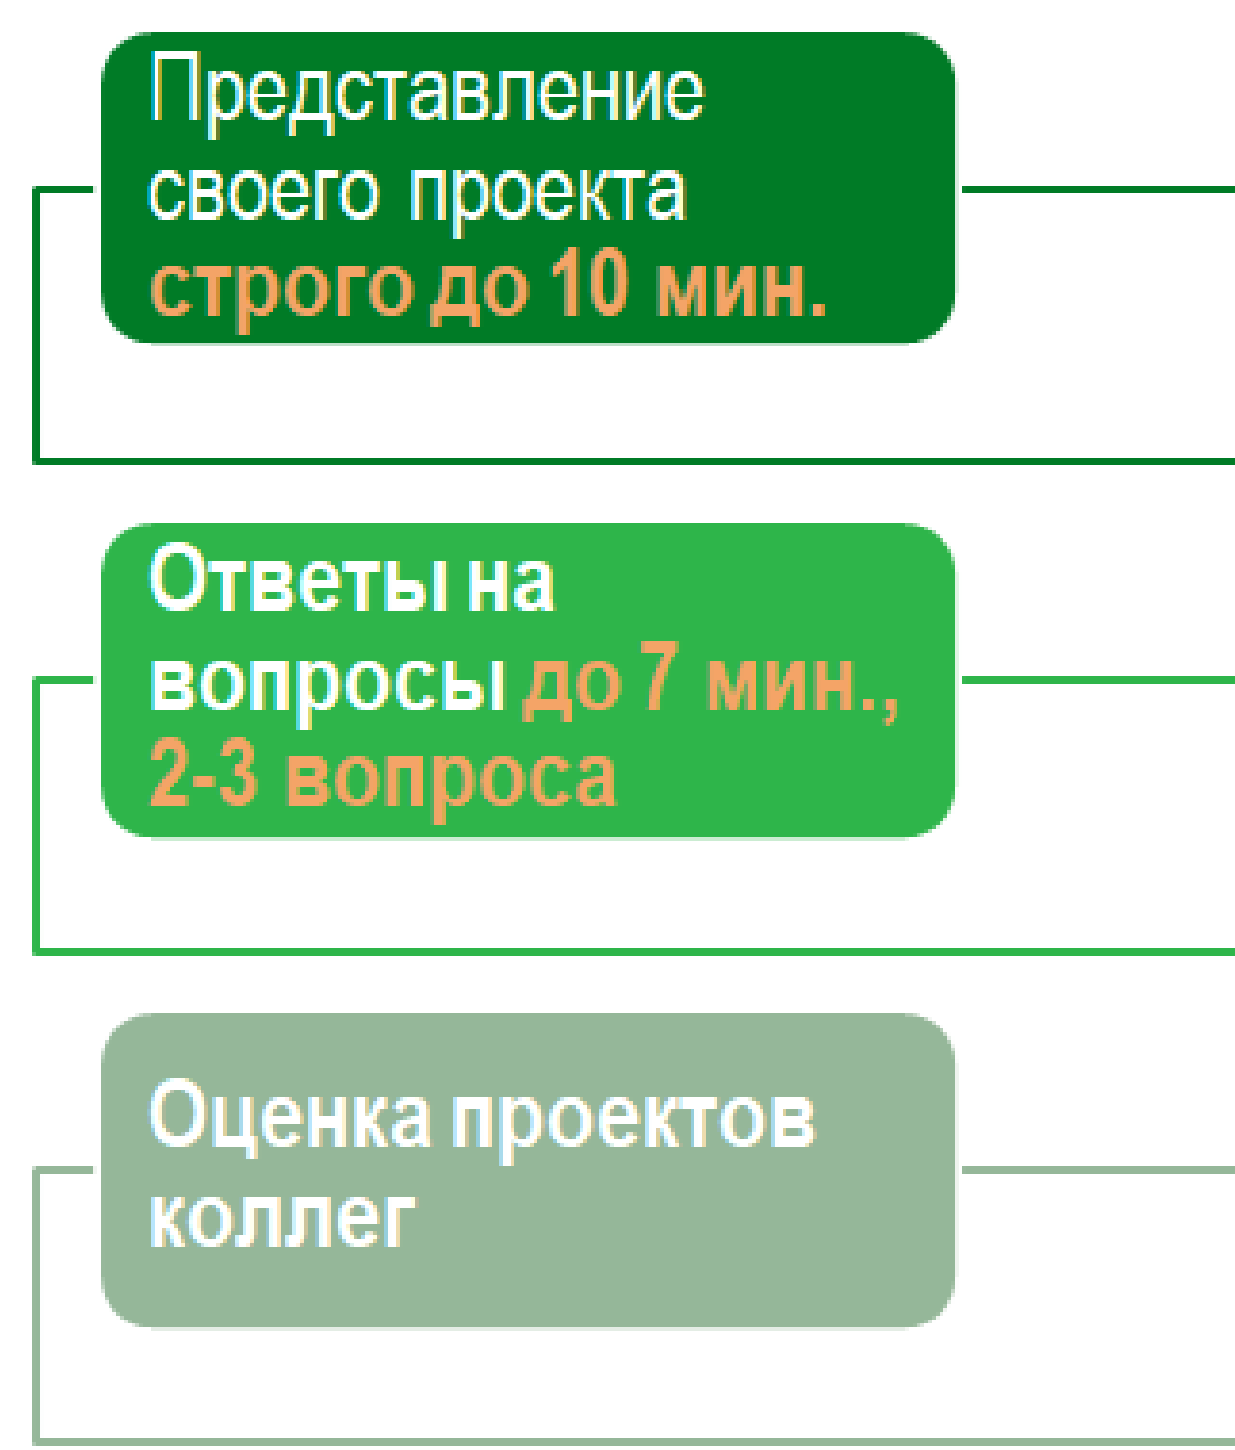 Представление
своего проекта
строго до 10 мин.
Ответы на
вопросы до 7 мин.,
2-3 вопроса
Оценка проектов
коллег